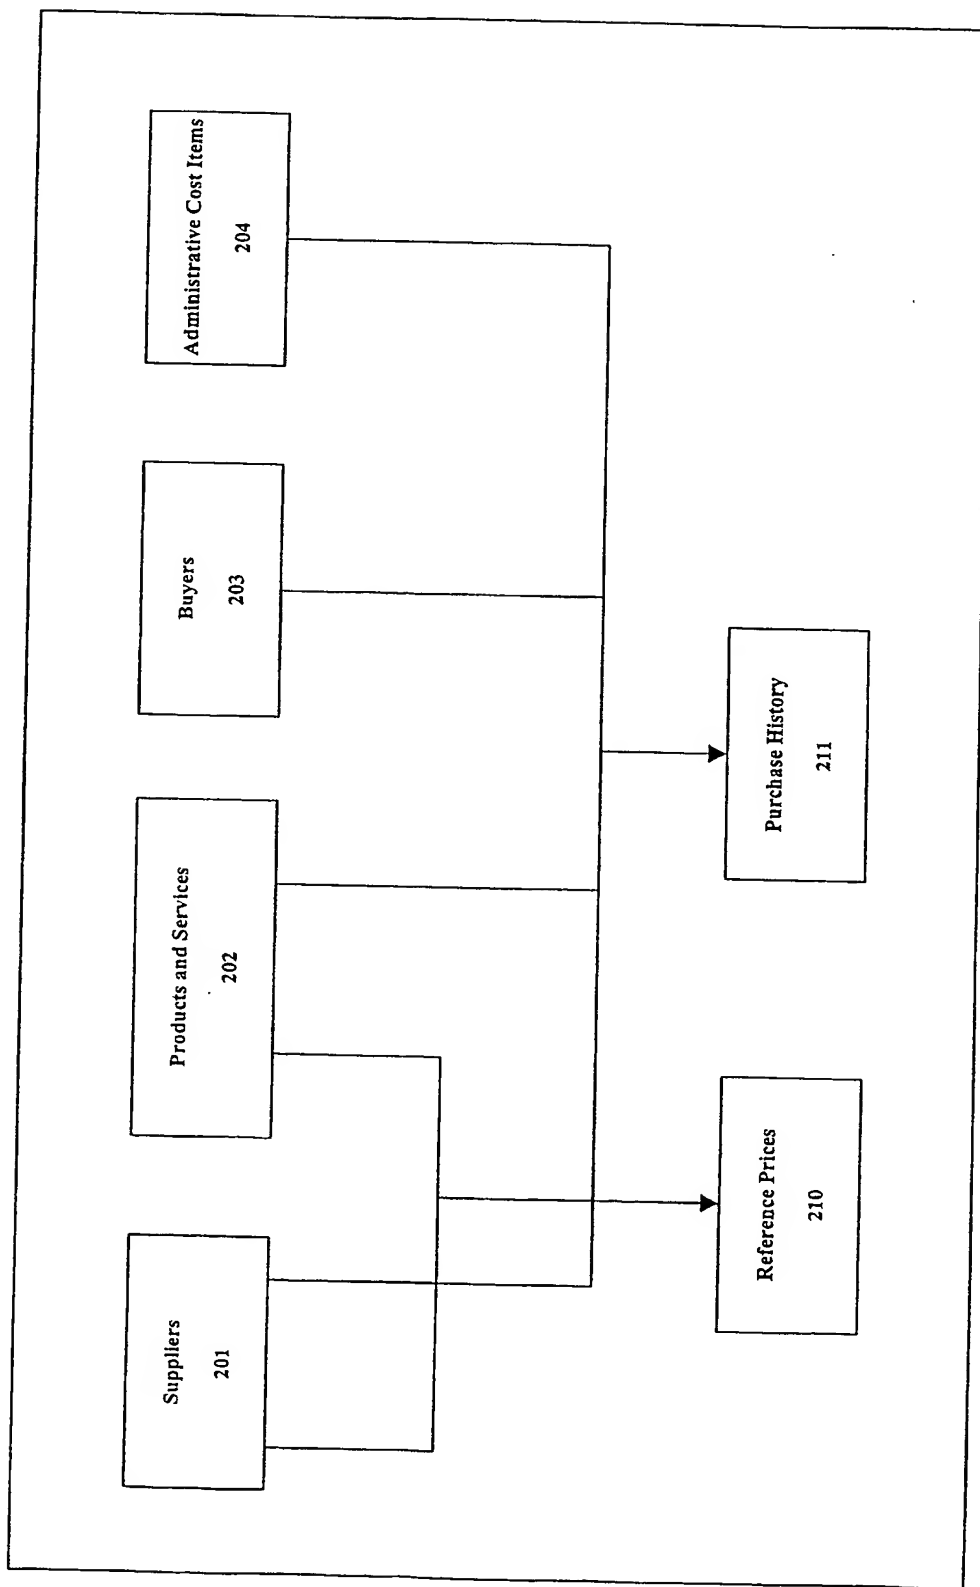 Suppliers
201
Products and Services
202
Buyers
203
Administrative Cost Items
204
Reference Prices
210
Purchase History
211